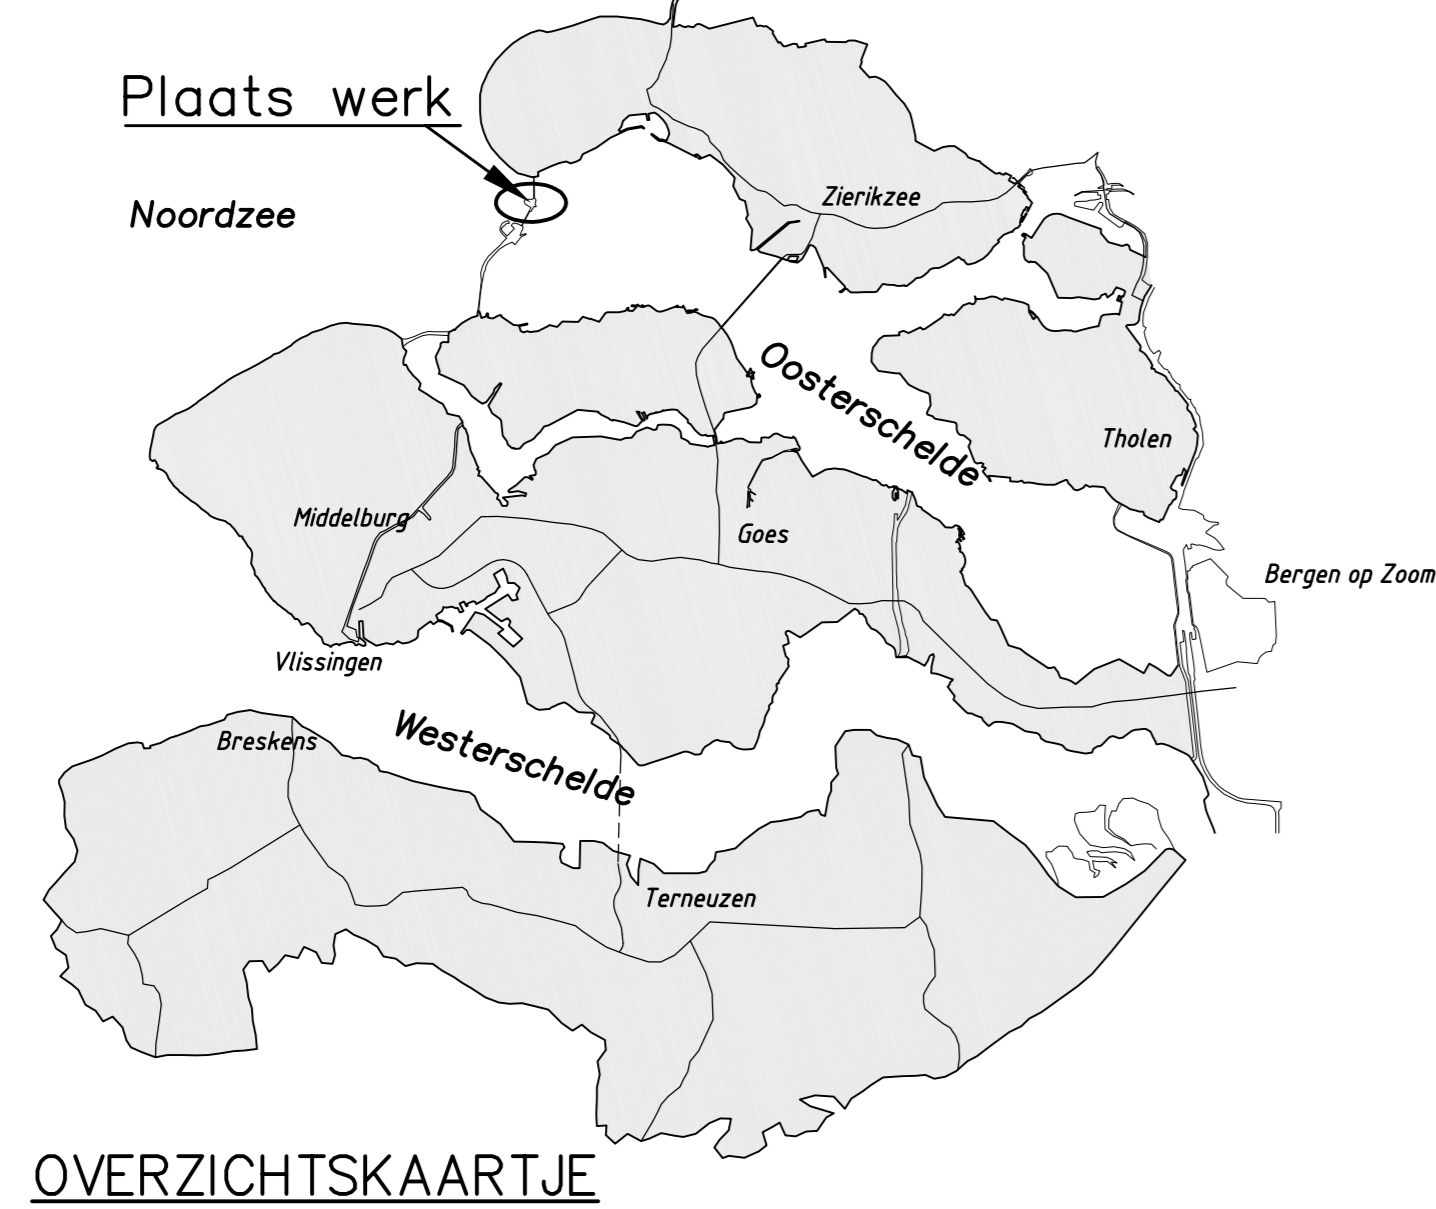 Plaats werk
Noordzee
Zierikzee
Oosterschelde
Tholen
Middelburg
Goes
Bergen op Zoom
Vlissingen
Westerschelde
Breskens
Terneuzen
OVERZICHTSKAARTJE